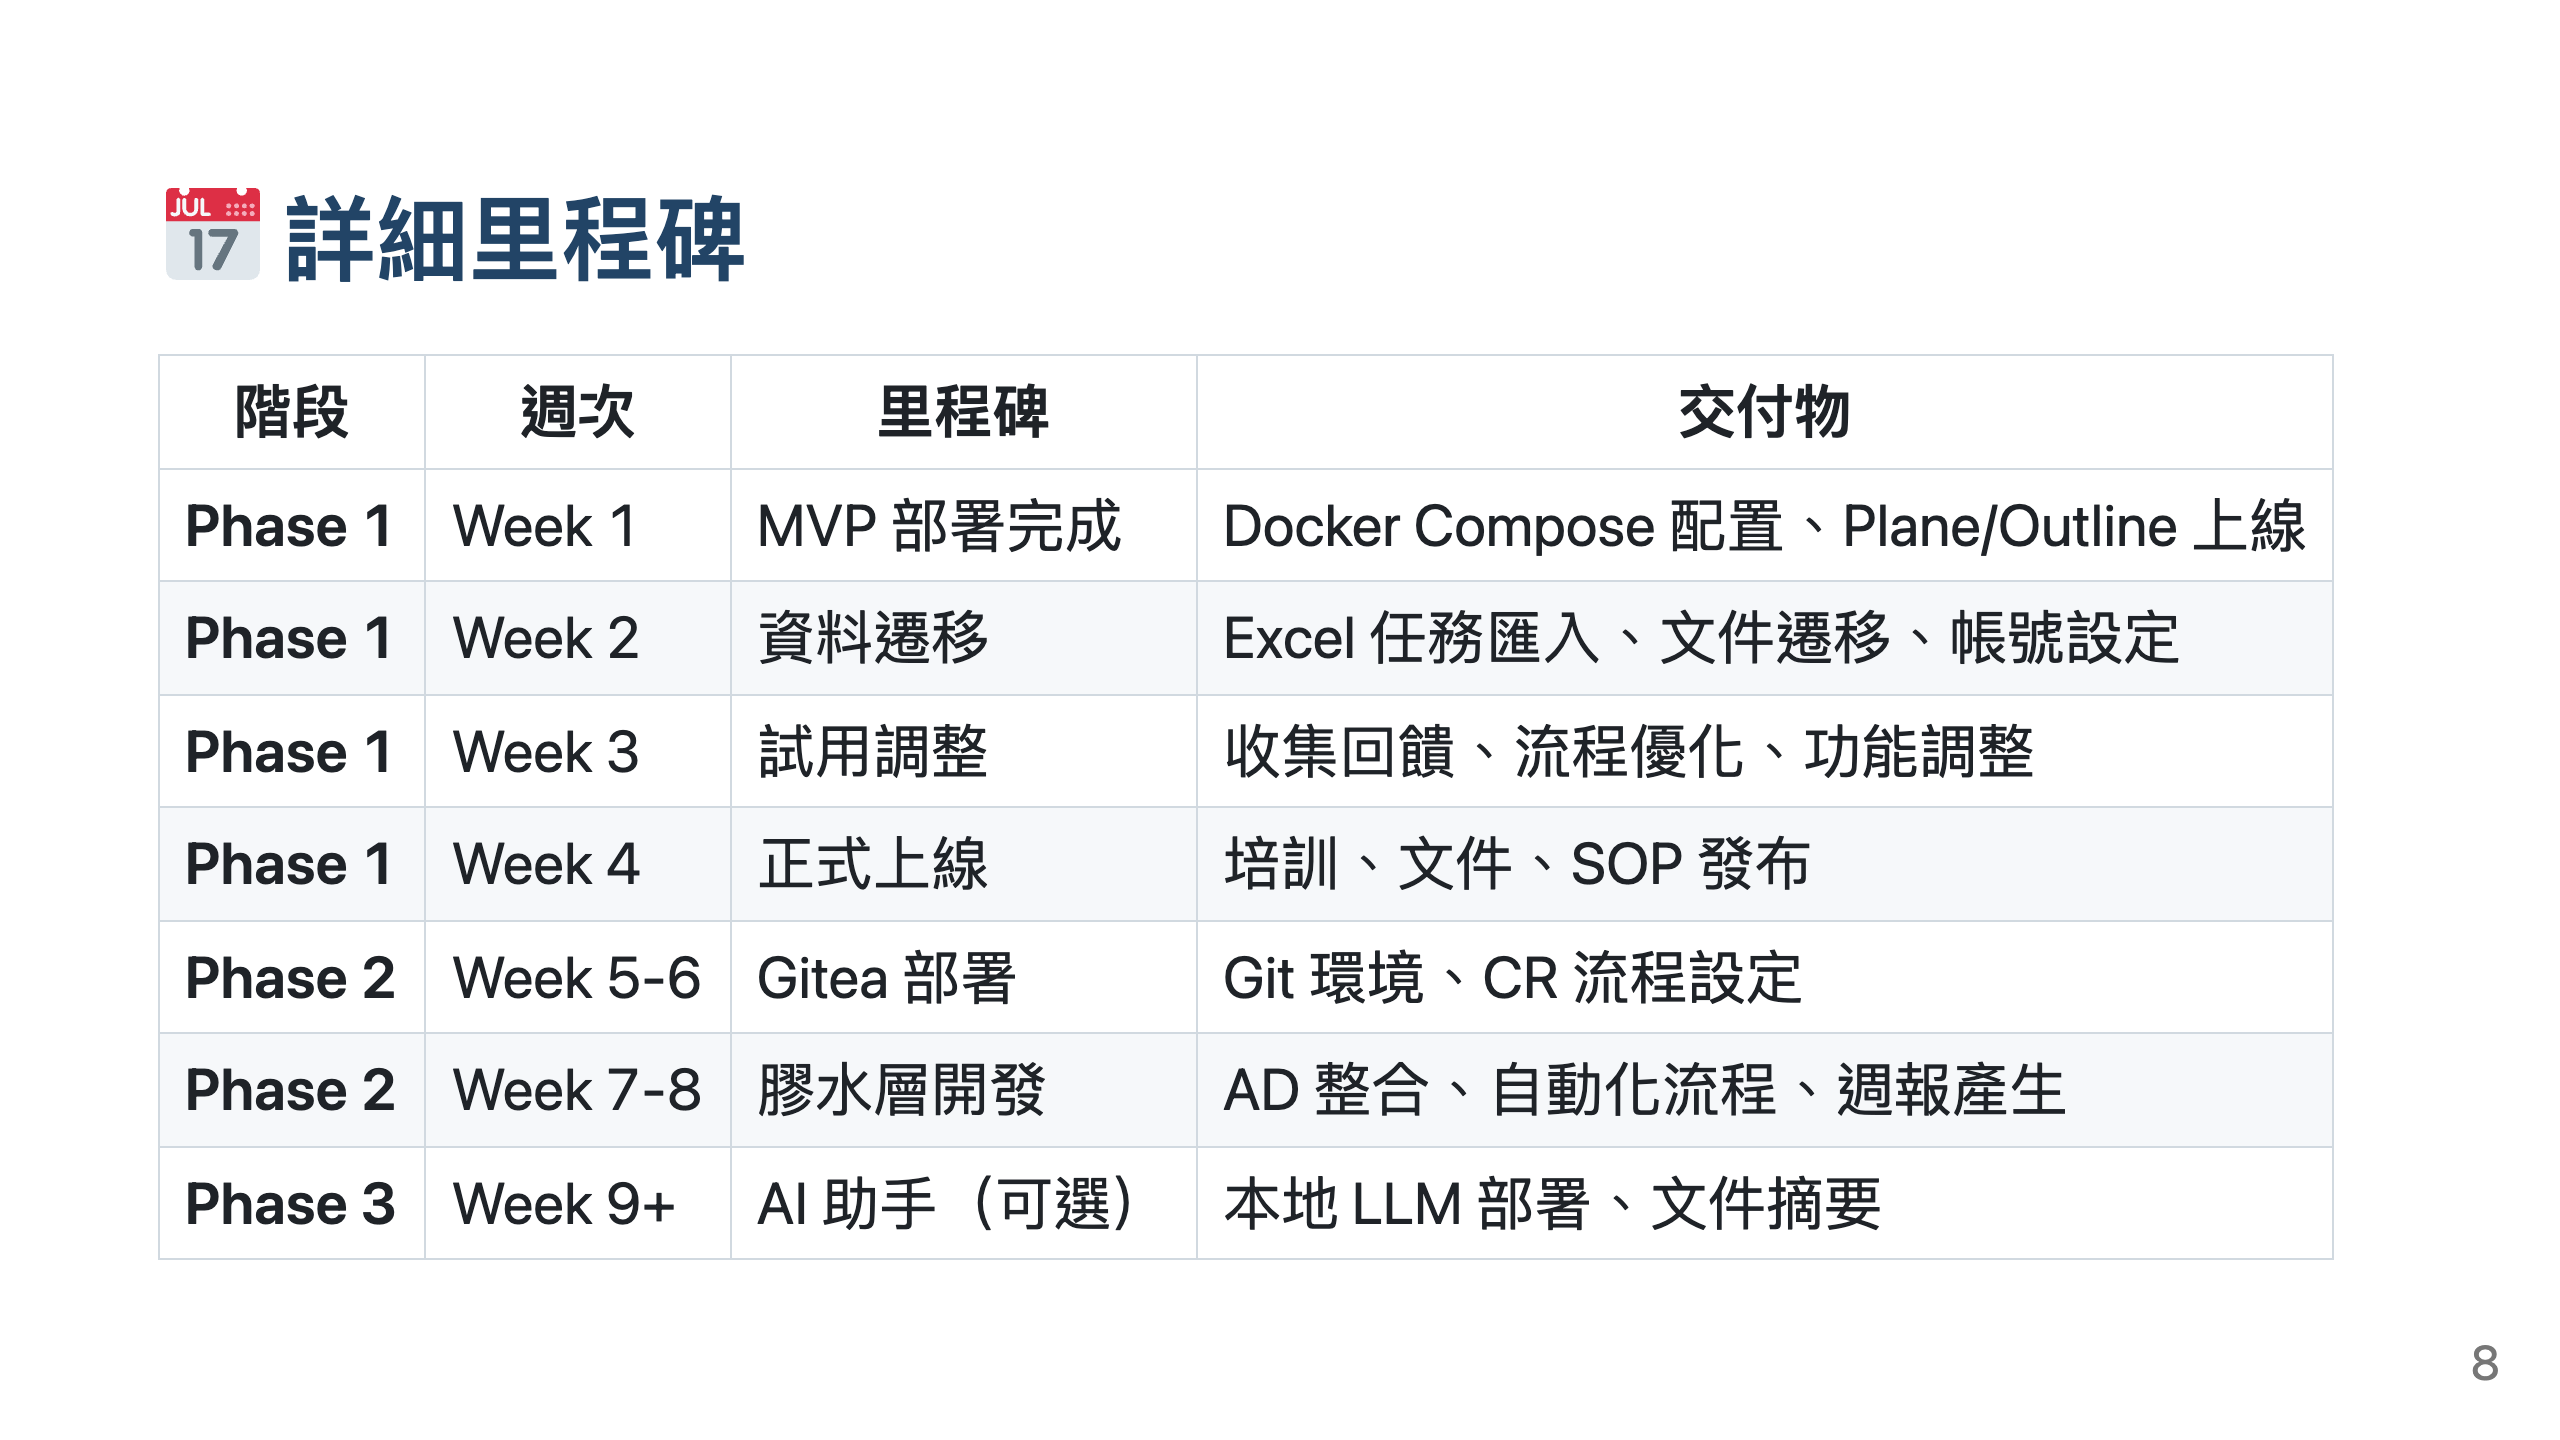 JUL
17
詳細里程碑
階段 週次 里程碑 交付物
Phase 1 Week 1 MVP 部署完成 Docker Compose 配置、Plane/Outline 上線
Phase 1 Week 2 資料遷移 Excel 任務匯入、文件遷移、帳號設定
Phase 1 Week 3 試用調整 收集回饋、流程優化、功能調整
Phase 1 Week 4 正式上線 培訓、文件、SOP 發布
Phase 2 Week 5-6 Gitea 部署 Git 環境、CR 流程設定
Phase 2 Week 7-8 膠水層開發 AD 整合、自動化流程、週報產生
Phase 3 Week 9+ AI 助手（可選） 本地 LLM 部署、文件摘要
8